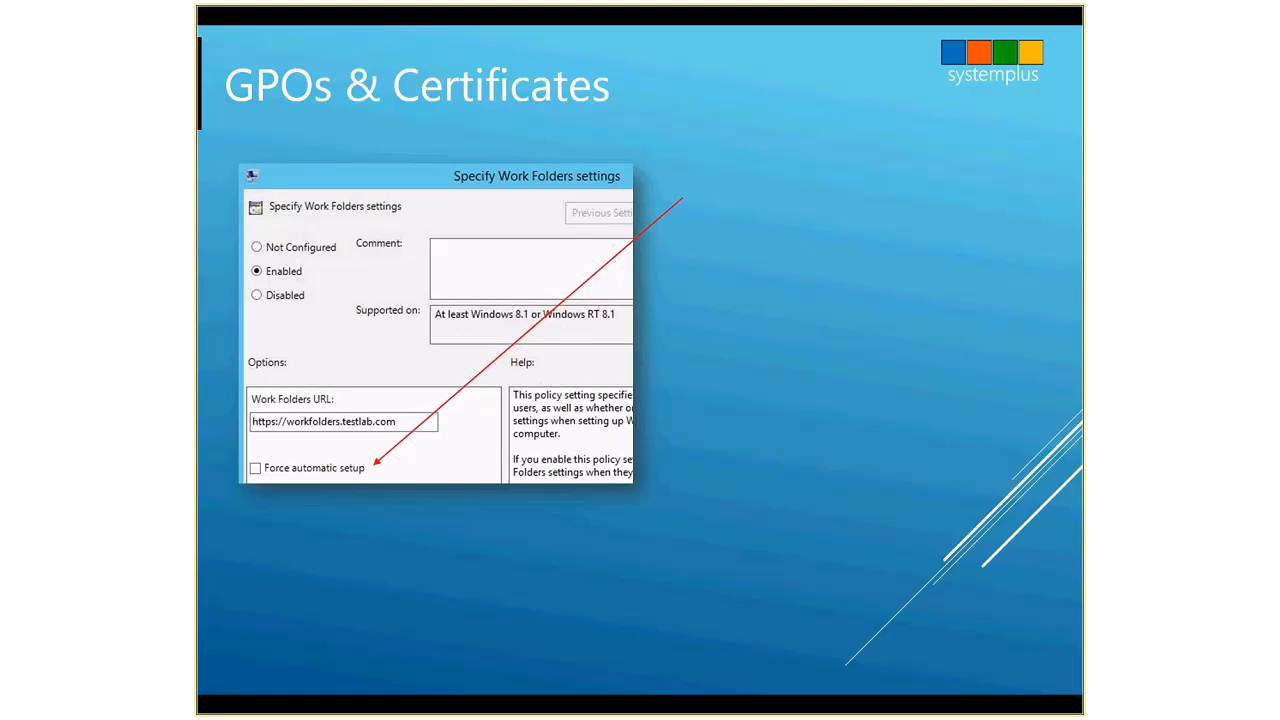 GPOs & Certificates
systemplus
Specify Work Folders settings
Specify Work Folders settings
Previous Setti
Not Configured
Comment:
Enabled
Disabled
Supported on:
At least Windows 8.1 or Windows RT 8.1
Options:
Help:
Work Folders URL:
https://workfolders.testlab.com
Force automatic setup
This policy setting specifie
users, as well as whether o
settings when setting up W
computer.
If you enable this policy se
Folders settings when they